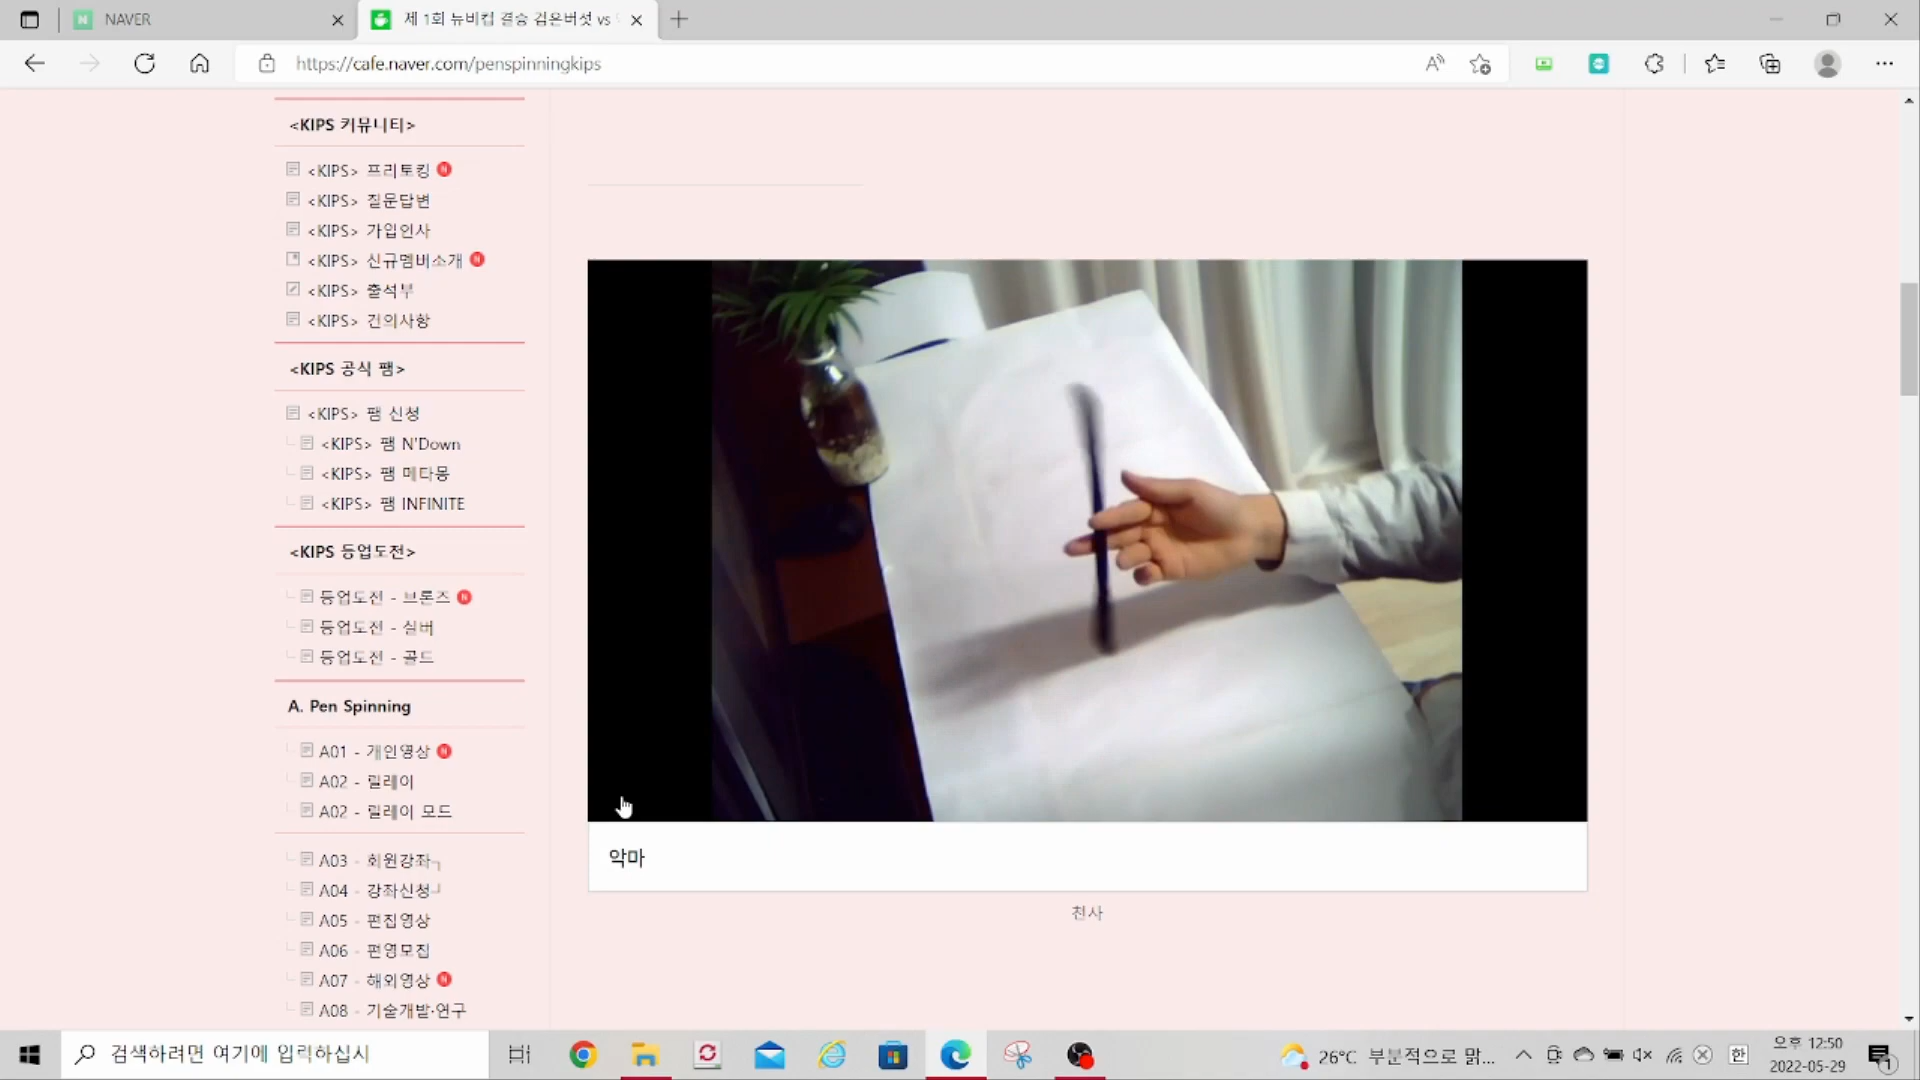 NAVER
제 1회 뉴비컵 결승 검은버섯 vs
https://cafe.naver.com/penspinningkips
<KIPS 커뮤니티>
<KIPS> 프리토킹 N
<KIPS> 질문답변
<KIPS> 가입인사
<KIPS> 신규멤버소개 N
<KIPS> 출석부
<KIPS> 건의사항
<KIPS 공식 팸>
<KIPS> 팸 신청
<KIPS> 팸 N'Down
<KIPS> 팸 메타몽
<KIPS> 팸 INFINITE
<KIPS 등업도전>
등업도전 - 브론즈 N
등업도전 - 실버
등업도전 - 골드
A. Pen Spinning
A01 - 개인영상 N
A02 - 릴레이
A02 - 릴레이 모드
A03 - 회원강좌┐
A04 - 강좌신청┘
A05 - 편집영상
A06 - 편영모집
A07 - 해외영상 N
A08 - 기술개발·연구
악마
천사
검색하려면 여기에 입력하십시
26°C 부분적으로 맑...
한
오후 12:50
2022-05-29
1